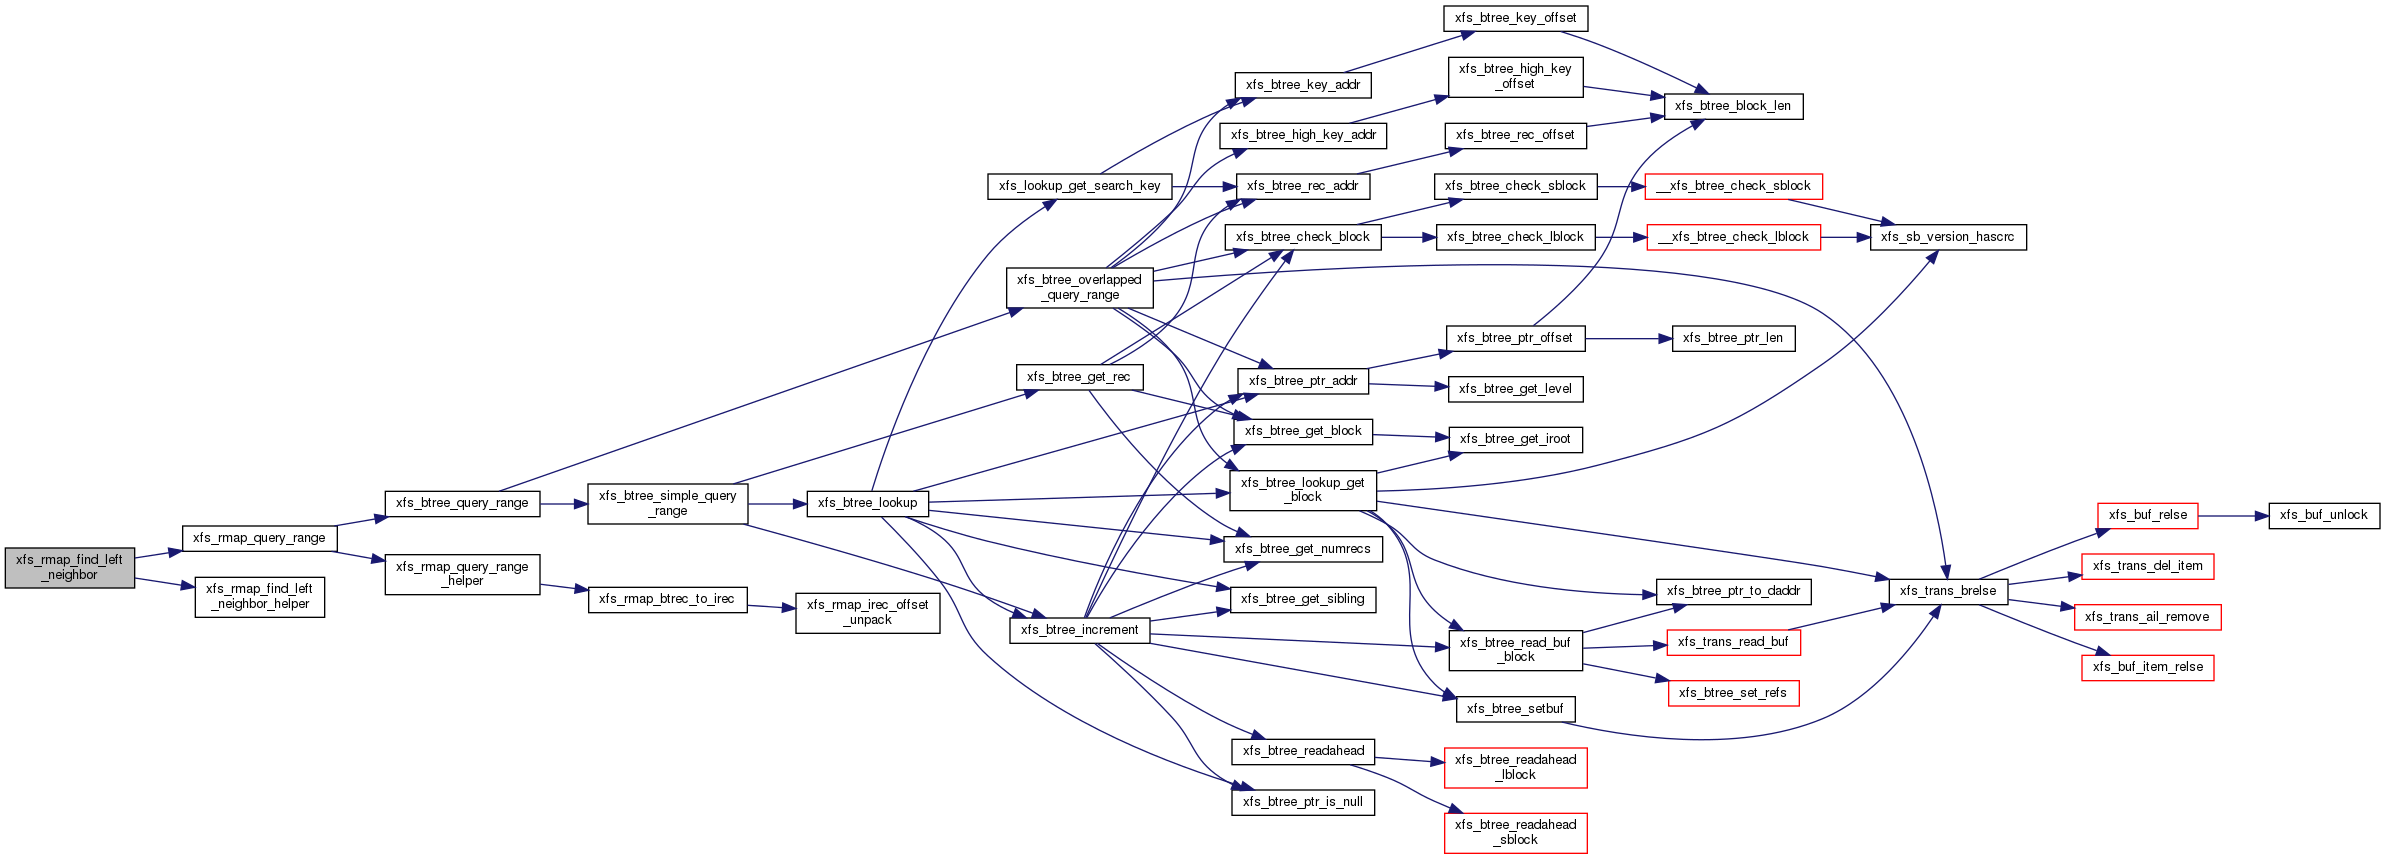 xfs_rmap_find_left
_neighbor
xfs_rmap_query_range
xfs_rmap_find_left
_neighbor_helper
xfs_btree_query_range
xfs_rmap_query_range
_helper
xfs_btree_simple_query
_range
xfs_rmap_btrec_to_irec
xfs_btree_lookup
xfs_rmap_irec_offset
_unpack
xfs_lookup_get_search_key
xfs_btree_overlapped
_query_range
xfs_btree_get_rec
xfs_btree_increment
xfs_btree_key_addr
xfs_btree_high_key_addr
xfs_btree_rec_addr
xfs_btree_check_block
xfs_btree_ptr_addr
xfs_btree_get_block
xfs_btree_lookup_get
_block
xfs_btree_get_numrecs
xfs_btree_get_sibling
xfs_btree_readahead
xfs_btree_ptr_is_null
xfs_btree_key_offset
xfs_btree_high_key
_offset
xfs_btree_rec_offset
xfs_btree_check_sblock
xfs_btree_check_lblock
xfs_btree_ptr_offset
xfs_btree_get_level
xfs_btree_get_iroot
xfs_btree_read_buf
_block
xfs_btree_setbuf
xfs_btree_readahead
_lblock
xfs_btree_readahead
_sblock
xfs_btree_block_len
__xfs_btree_check_sblock
__xfs_btree_check_lblock
xfs_btree_ptr_len
xfs_btree_ptr_to_daddr
xfs_trans_read_buf
xfs_btree_set_refs
xfs_sb_version_hascrc
xfs_trans_brelse
xfs_buf_relse
xfs_trans_del_item
xfs_trans_ail_remove
xfs_buf_item_relse
xfs_buf_unlock